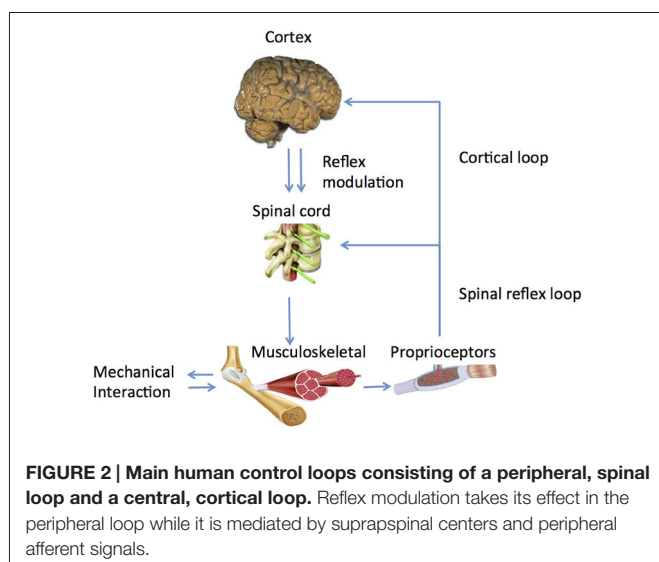 Cortex
Cortical loop
Reflex
modulation
Spinal cord
Spinal reflex loop
Musculoskeletal
Proprioceptors
Mechanical
Interaction
FIGURE 2 | Main human control loops consisting of a peripheral, spinal
loop and a central, cortical loop. Reflex modulation takes its effect in the
peripheral loop while it is mediated by suprapspinal centers and peripheral
afferent signals.